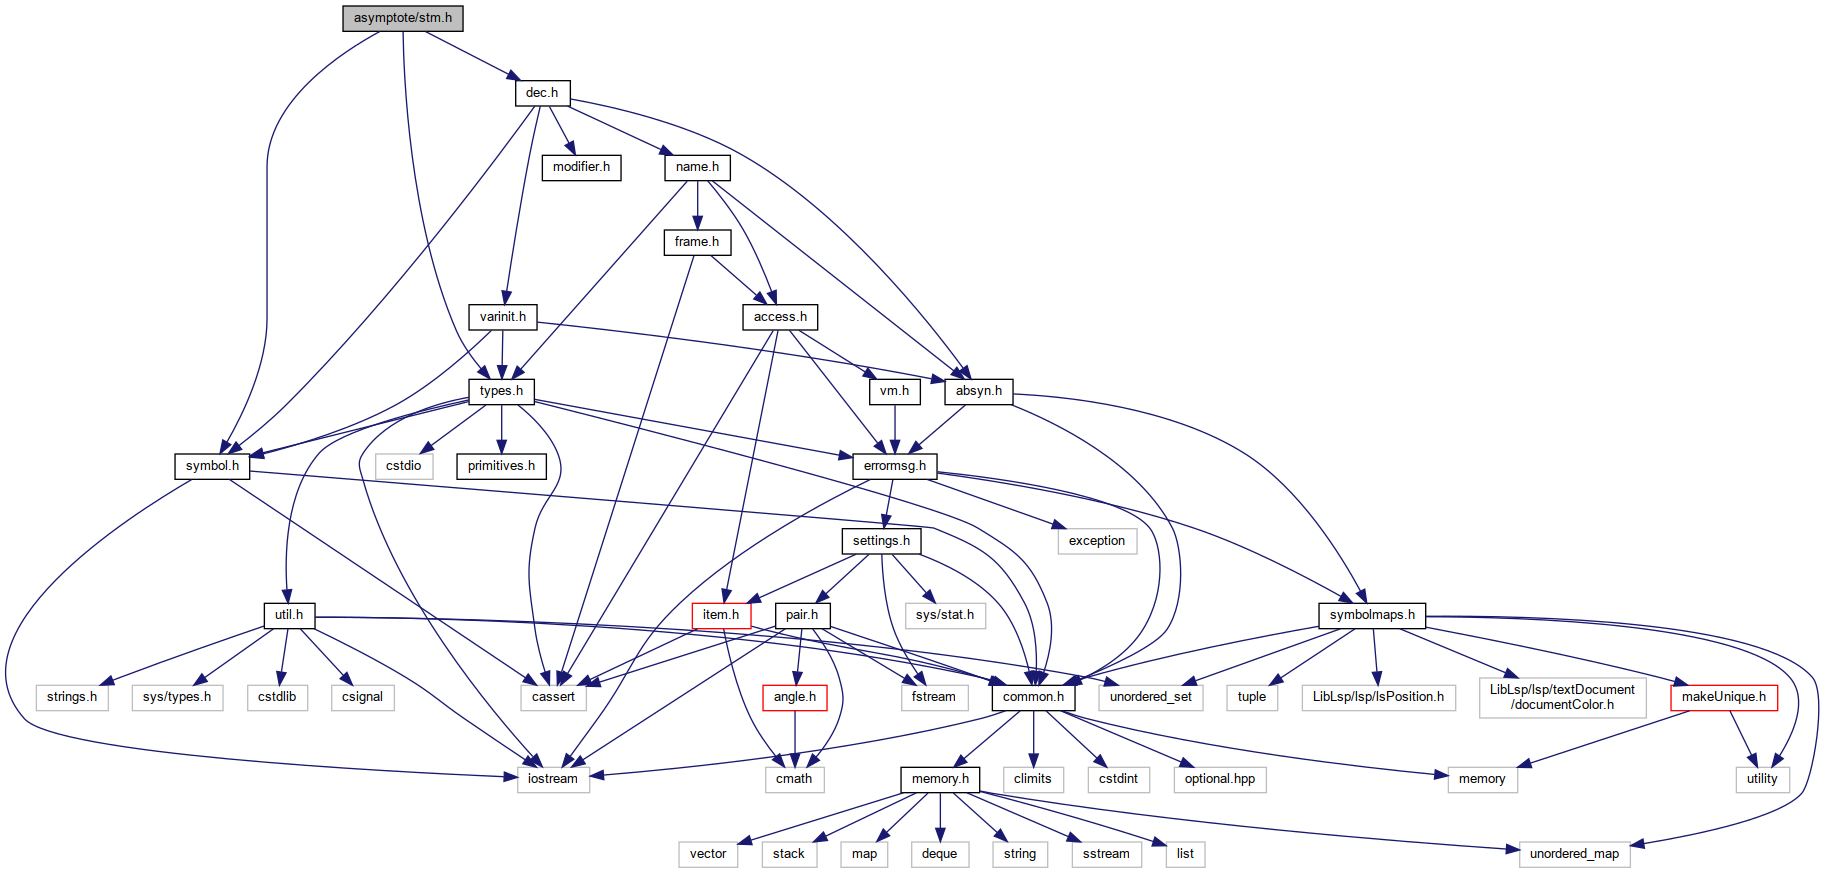 asymptote/stm.h
dec.h
modifier.h
name.h
frame.h
varinit.h
access.h
types.h
vm.h
absyn.h
symbol.h
cstdio
primitives.h
errormsg.h
settings.h
exception
util.h
item.h
pair.h
sys/stat.h
symbolmaps.h
strings.h
sys/types.h
cstdlib
csignal
cassert
angle.h
fstream
common.h
unordered_set
tuple
LibLsp/lsp/lsPosition.h
LibLsp/lsp/textDocument
/documentColor.h
makeUnique.h
iostream
cmath
memory.h
climits
cstdint
optional.hpp
memory
utility
vector
stack
map
deque
string
sstream
list
unordered_map